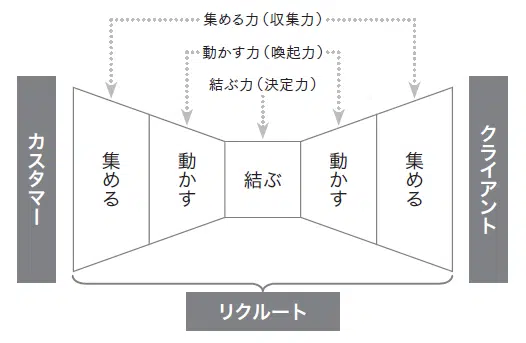 集める力（収集力）
動かす力（喚起力）
結ぶ力（決定力）
カスタマー
集める
動かす
結ぶ
動かす
集める
クライアント
リクルート